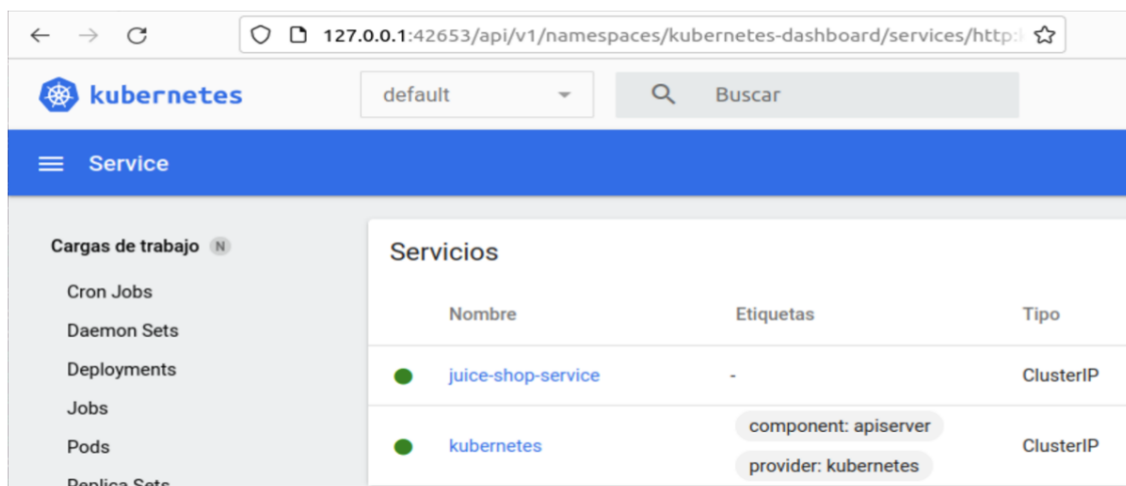 127.0.0.1:42653/api/v1/namespaces/kubernetes-dashboard/services/http:
kubernetes
default
Buscar
Service
Cargas de trabajo N
Cron Jobs
Daemon Sets
Deployments
Jobs
Pods
Replica Sets
Servicios
Nombre Etiquetas Tipo
juice-shop-service - ClusterIP
component: apiserver
kubernetes ClusterIP
provider: kubernetes